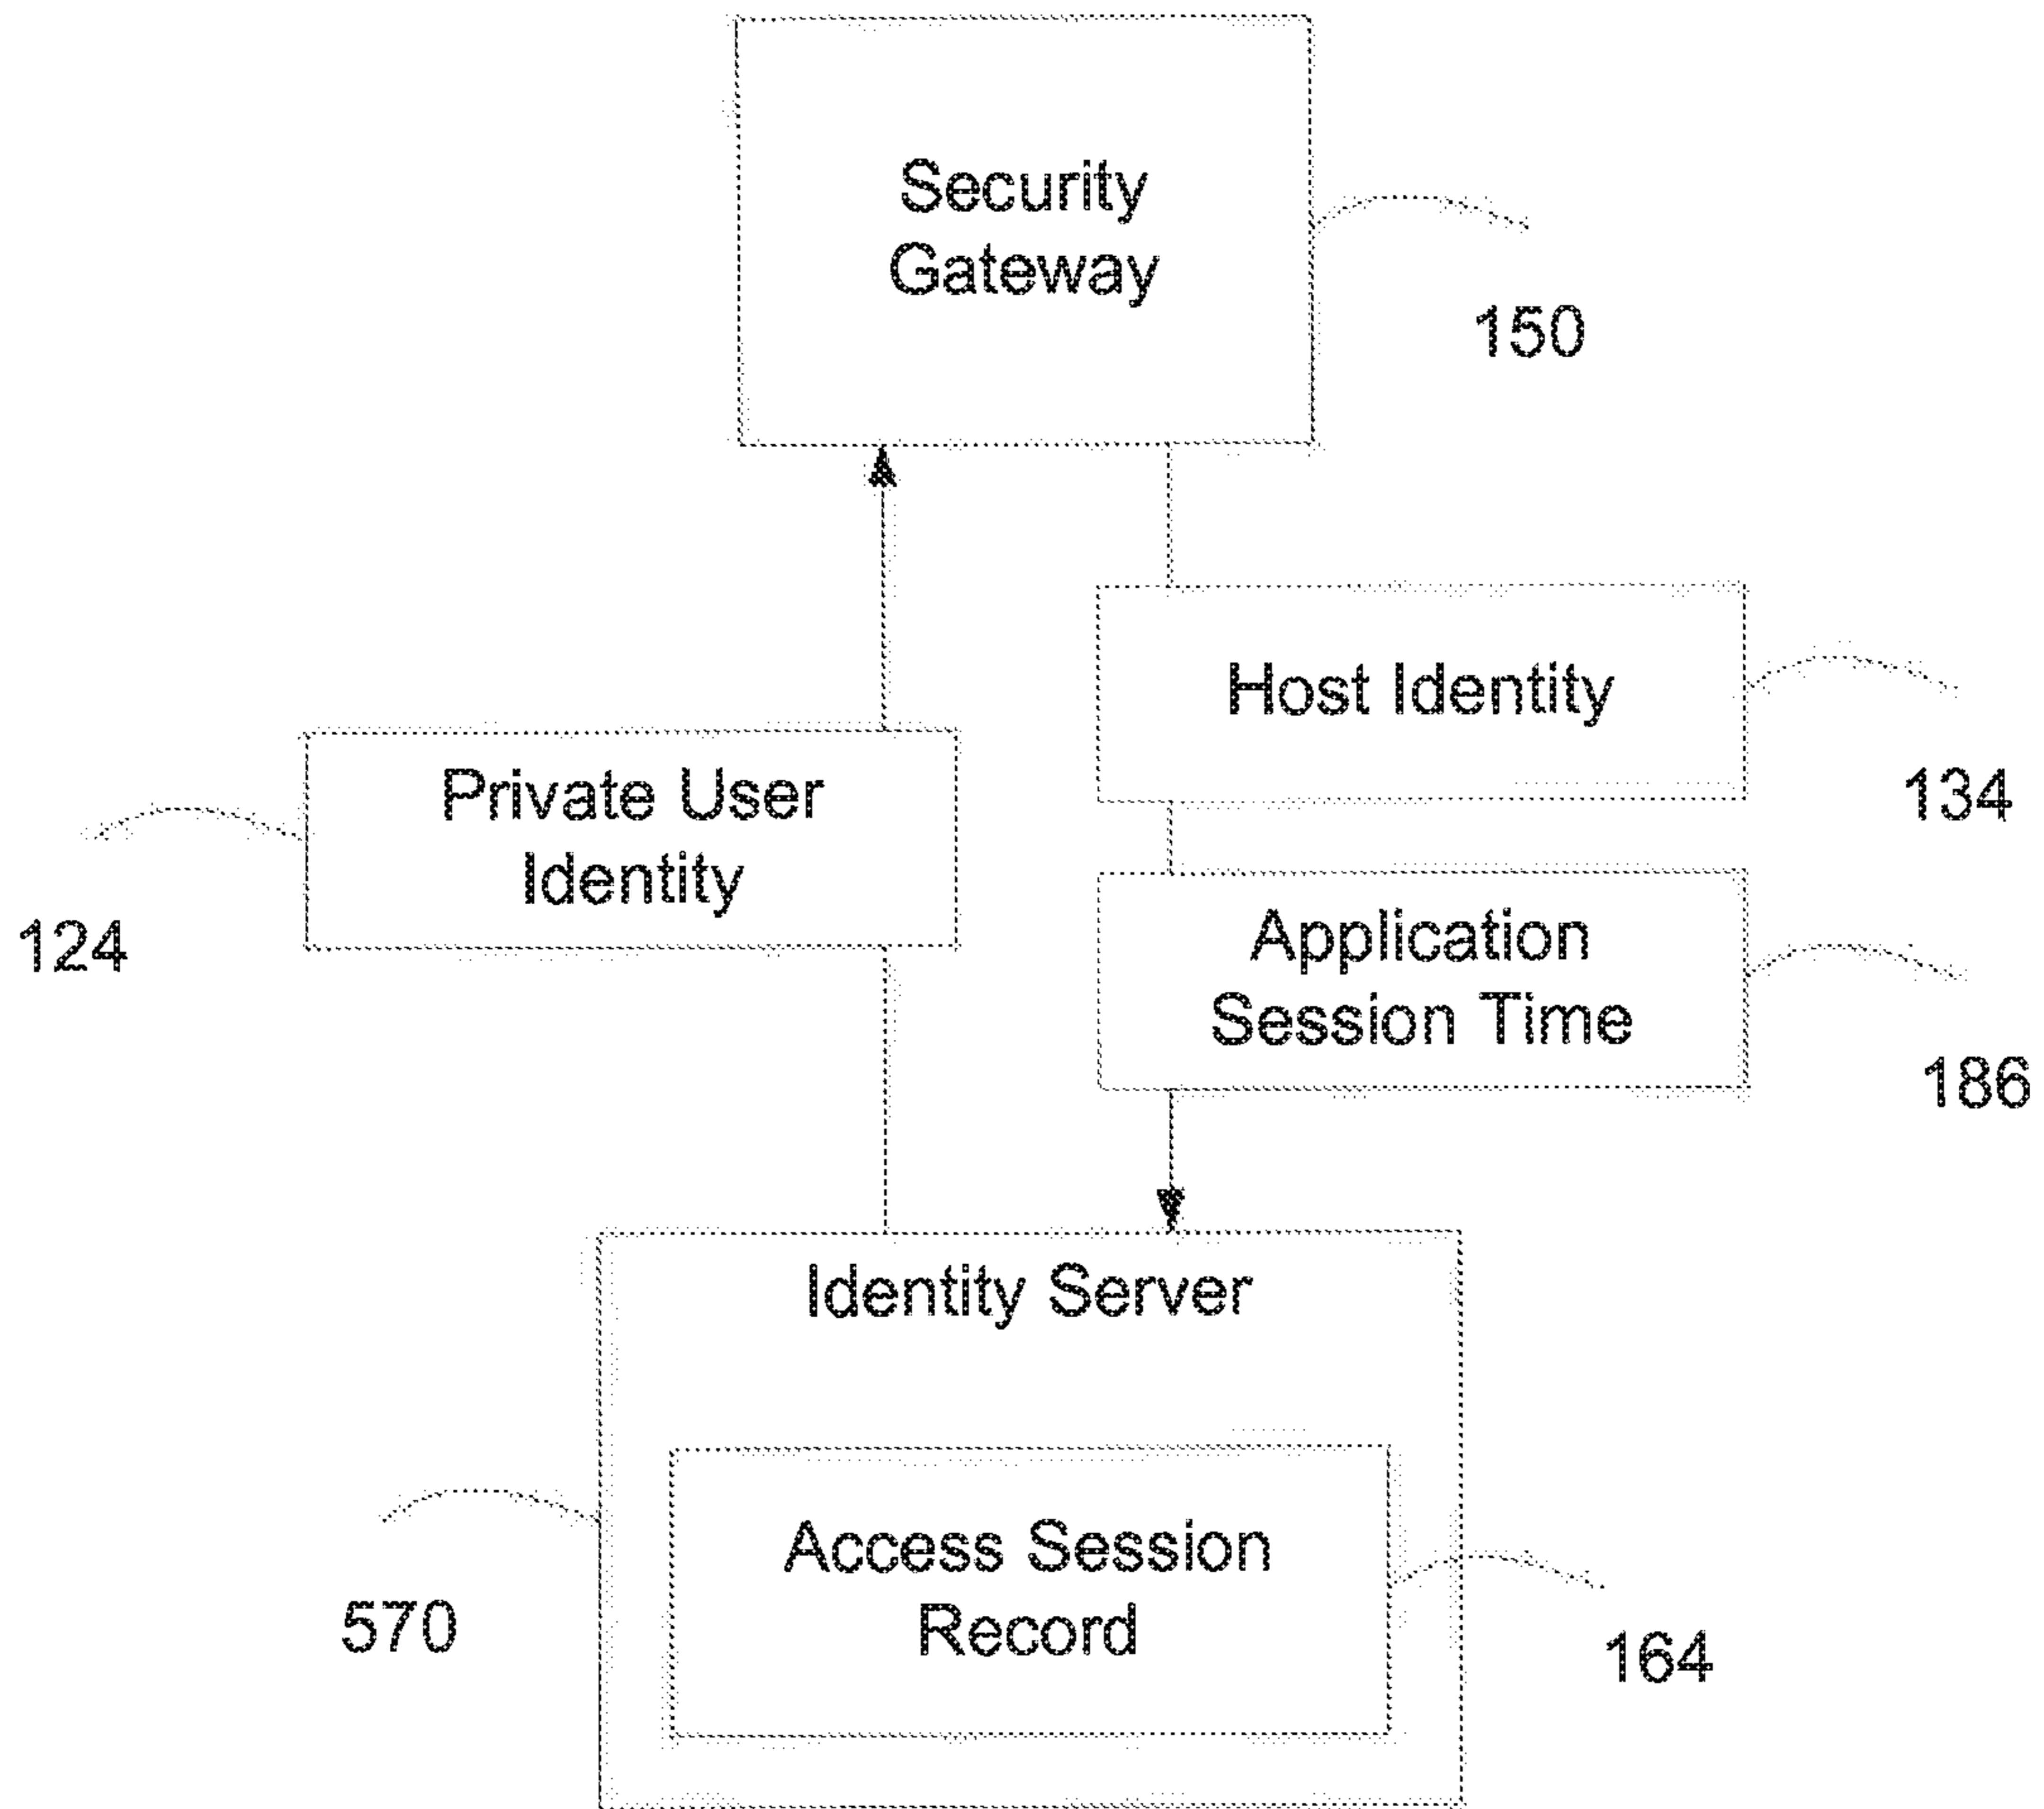 Security
Gateway
150
Host Identity
134
Private User
Identity
124
Application
Session Time
186
Identity Server
Access Session
Record
570
164